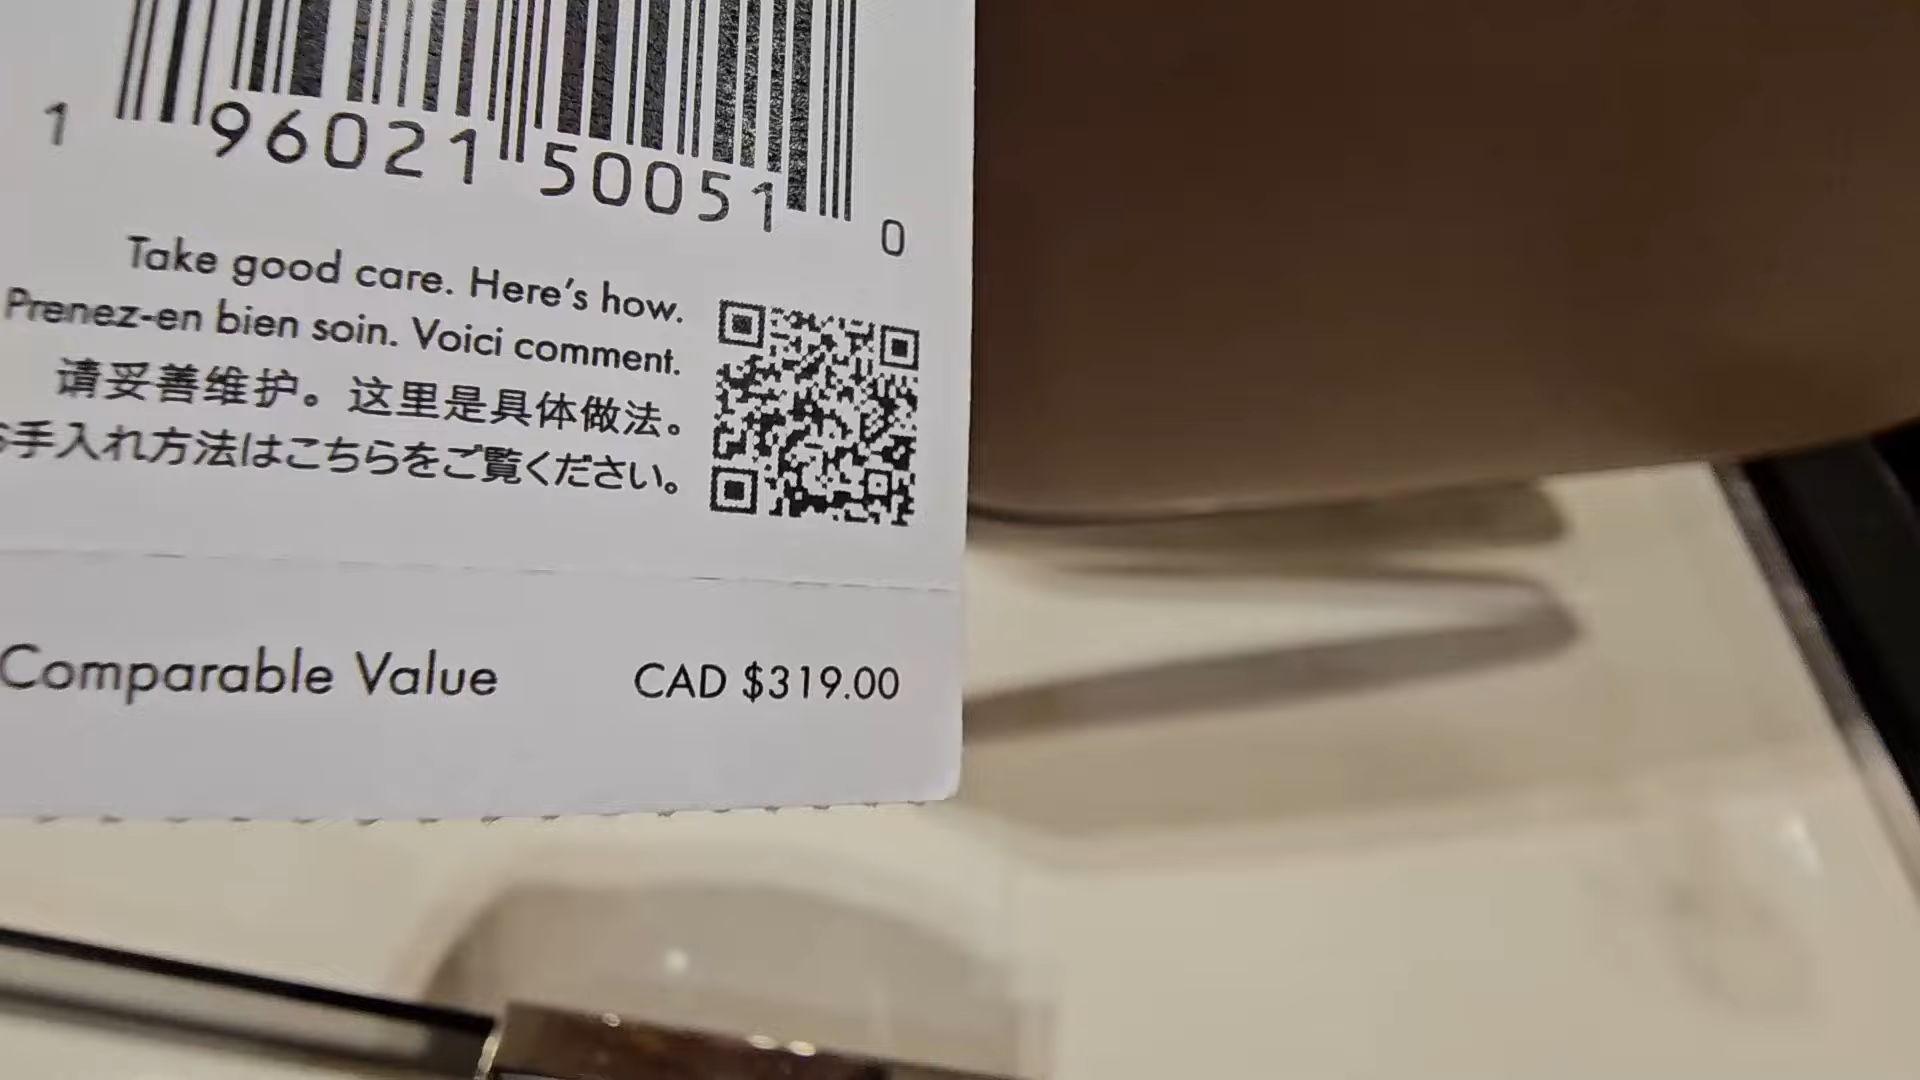 1 96021 50051 0
Take good care. Here's how.
Prenez-en bien soin. Voici comment.
请妥善维护。这里是具体做法。
お手入れ方法はこちらをご覧ください。
Comparable Value CAD $319.00